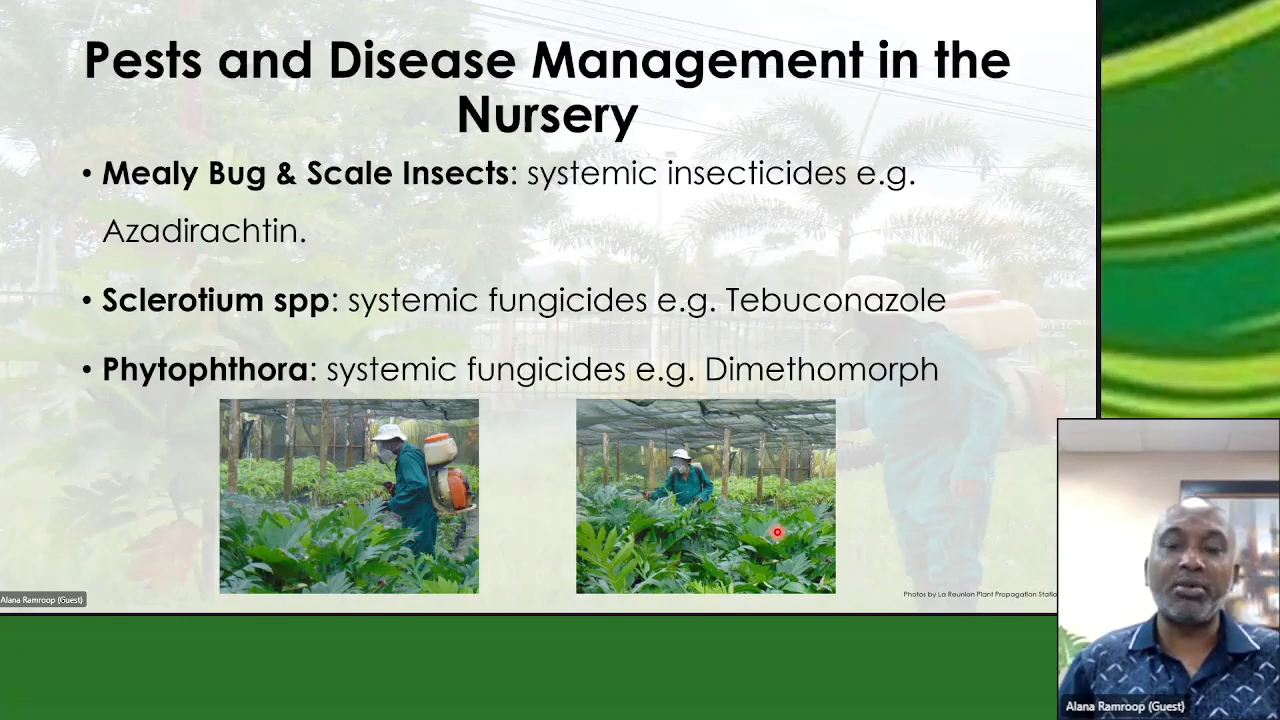 Pests and Disease Management in the
Nursery
• Mealy Bug & Scale Insects: systemic insecticides e.g.
Azadirachtin.
• Sclerotium spp: systemic fungicides e.g. Tebuconazole
• Phytophthora: systemic fungicides e.g. Dimethomorph
Photos by La Reunion Plant Propagation
Alana Ramroop (Guest)
Alana Ramroop (Guest)